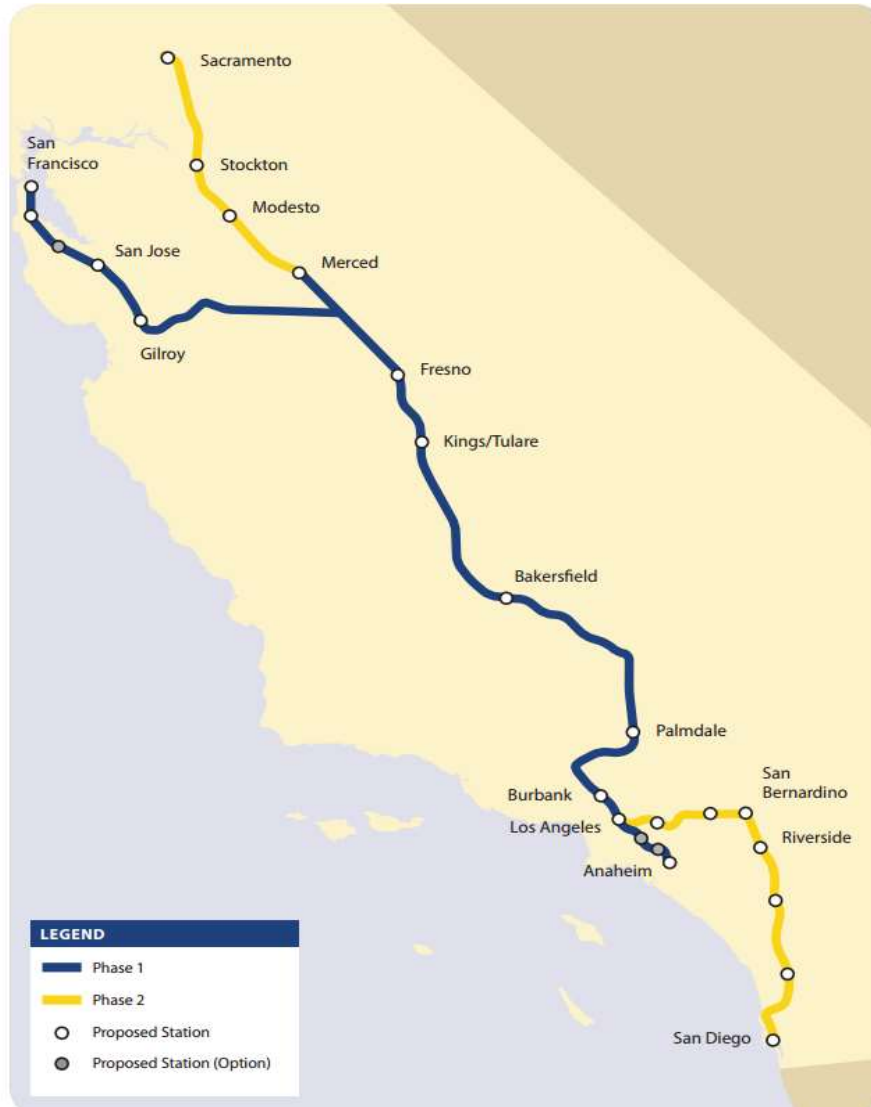 Sacramento
San
Francisco
Stockton
Modesto
San Jose
Merced
Gilroy
Fresno
Kings/Tulare
Bakersfield
Palmdale
San
Bernardino
Burbank
Los Angeles
Riverside
Anaheim
San Diego
LEGEND
Phase 1
Phase 2
Proposed Station
Proposed Station (Option)